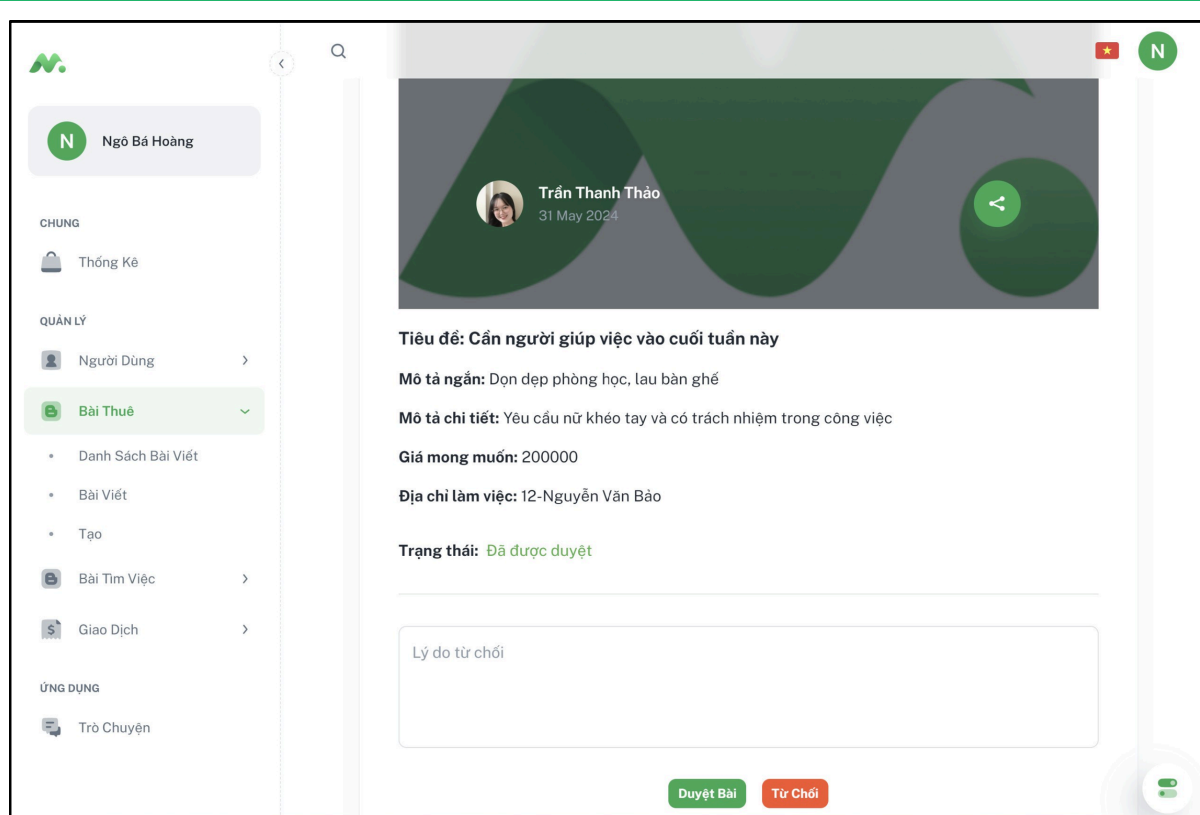 N
N Ngô Bá Hoàng
CHUNG
Thống Kê
QUẢN LÝ
Người Dùng
Bài Thuê
Danh Sách Bài Viết
Bài Viết
Tạo
Bài Tìm Việc
Giao Dịch
ỨNG DỤNG
Trò Chuyện
Trần Thanh Thảo
31 May 2024
Tiêu đề: Cần người giúp việc vào cuối tuần này
Mô tả ngắn: Dọn dẹp phòng học, lau bàn ghế
Mô tả chi tiết: Yêu cầu nữ khéo tay và có trách nhiệm trong công việc
Giá mong muốn: 200000
Địa chỉ làm việc: 12-Nguyễn Văn Bảo
Trạng thái: Đã được duyệt
Lý do từ chối
Duyệt Bài
Từ Chối